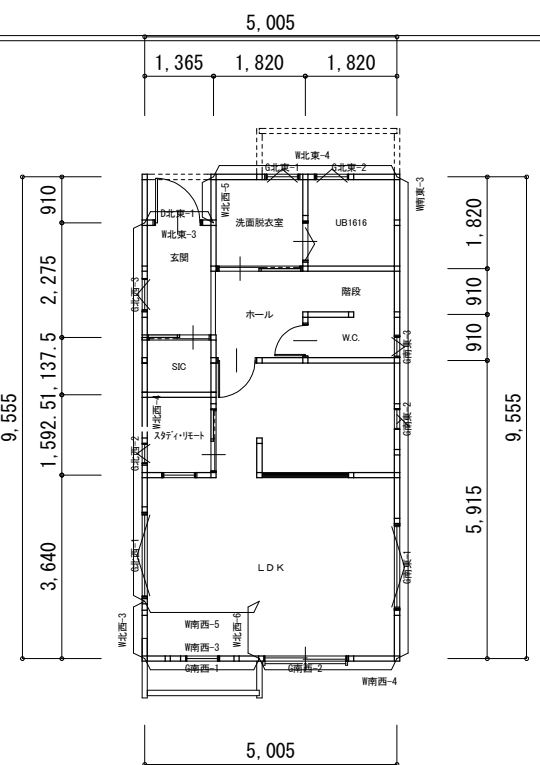 5,005
1,365
1,820
1,820
W北東-4
G北東-1
G北東-2
W北西-5
W南東-3
910
D北東-1
W北東-3
玄関
洗面脱衣室
UB1616
1,820
2,275
G北西-3
ホール
階段
910
W.C.
G南東-3
910
1,137.5
SIC
9,555
9,555
1,592.5
W北西-4
スタディ・リモート
G北西-2
G南東-2
5,915
3,640
G北西-1
LDK
G南東-1
W北西-3
W南西-5
W北西-6
W南西-3
G南西-1
G南西-2
W南西-4
5,005